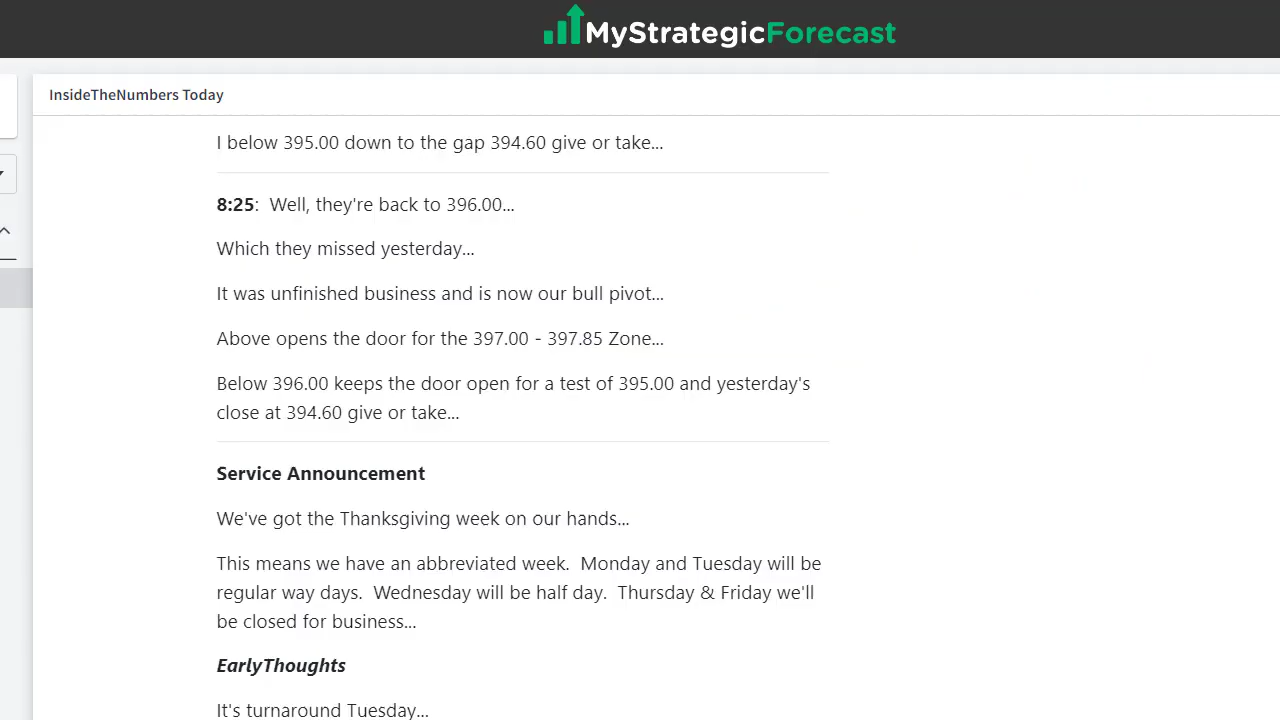 MyStrategicForecast
InsideTheNumbers Today
I below 395.00 down to the gap 394.60 give or take...
8:25:  Well, they're back to 396.00...
Which they missed yesterday...
It was unfinished business and is now our bull pivot...
Above opens the door for the 397.00 - 397.85 Zone...
Below 396.00 keeps the door open for a test of 395.00 and yesterday's
close at 394.60 give or take...
Service Announcement
We've got the Thanksgiving week on our hands...
This means we have an abbreviated week.  Monday and Tuesday will be
regular way days.  Wednesday will be half day.  Thursday & Friday we'll
be closed for business...
EarlyThoughts
It's turnaround Tuesday...